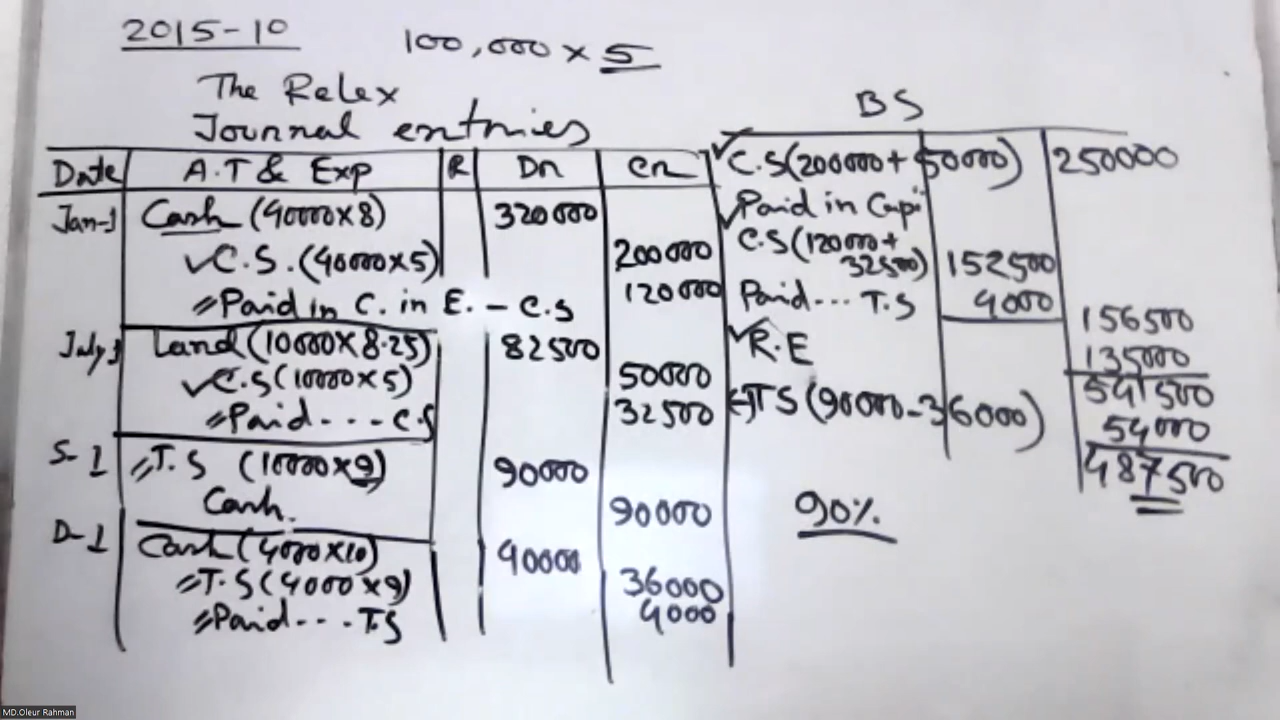 2015-10
100,000 × 5
The Relex
Journal entries
Date A.T & Exp R Dr Cr
Jan-1 Cash (40000×8) 320000
C.S. (40000×5) 200000
"Paid in C. in E. - C.S 120000
July 1 Land (10000×8.25) 82500
C.S (10000×5) 50000
"Paid --- C.S 32500
S-1 "T.S (10000×9) 90000
Cash. 90000
D-1 Cash (4000×10) 40000
"T.S (4000×9) 36000
"Paid --- T.S 4000
BS
C.S (200000+50000) 250000
Paid in Capi
C.S (120000+
32500) 152500
Paid --- T.S 4000
156500
R.E 135000
541500
(-)TS (90000-36000) 54000
487500
90%
MD.Oleur Rahman